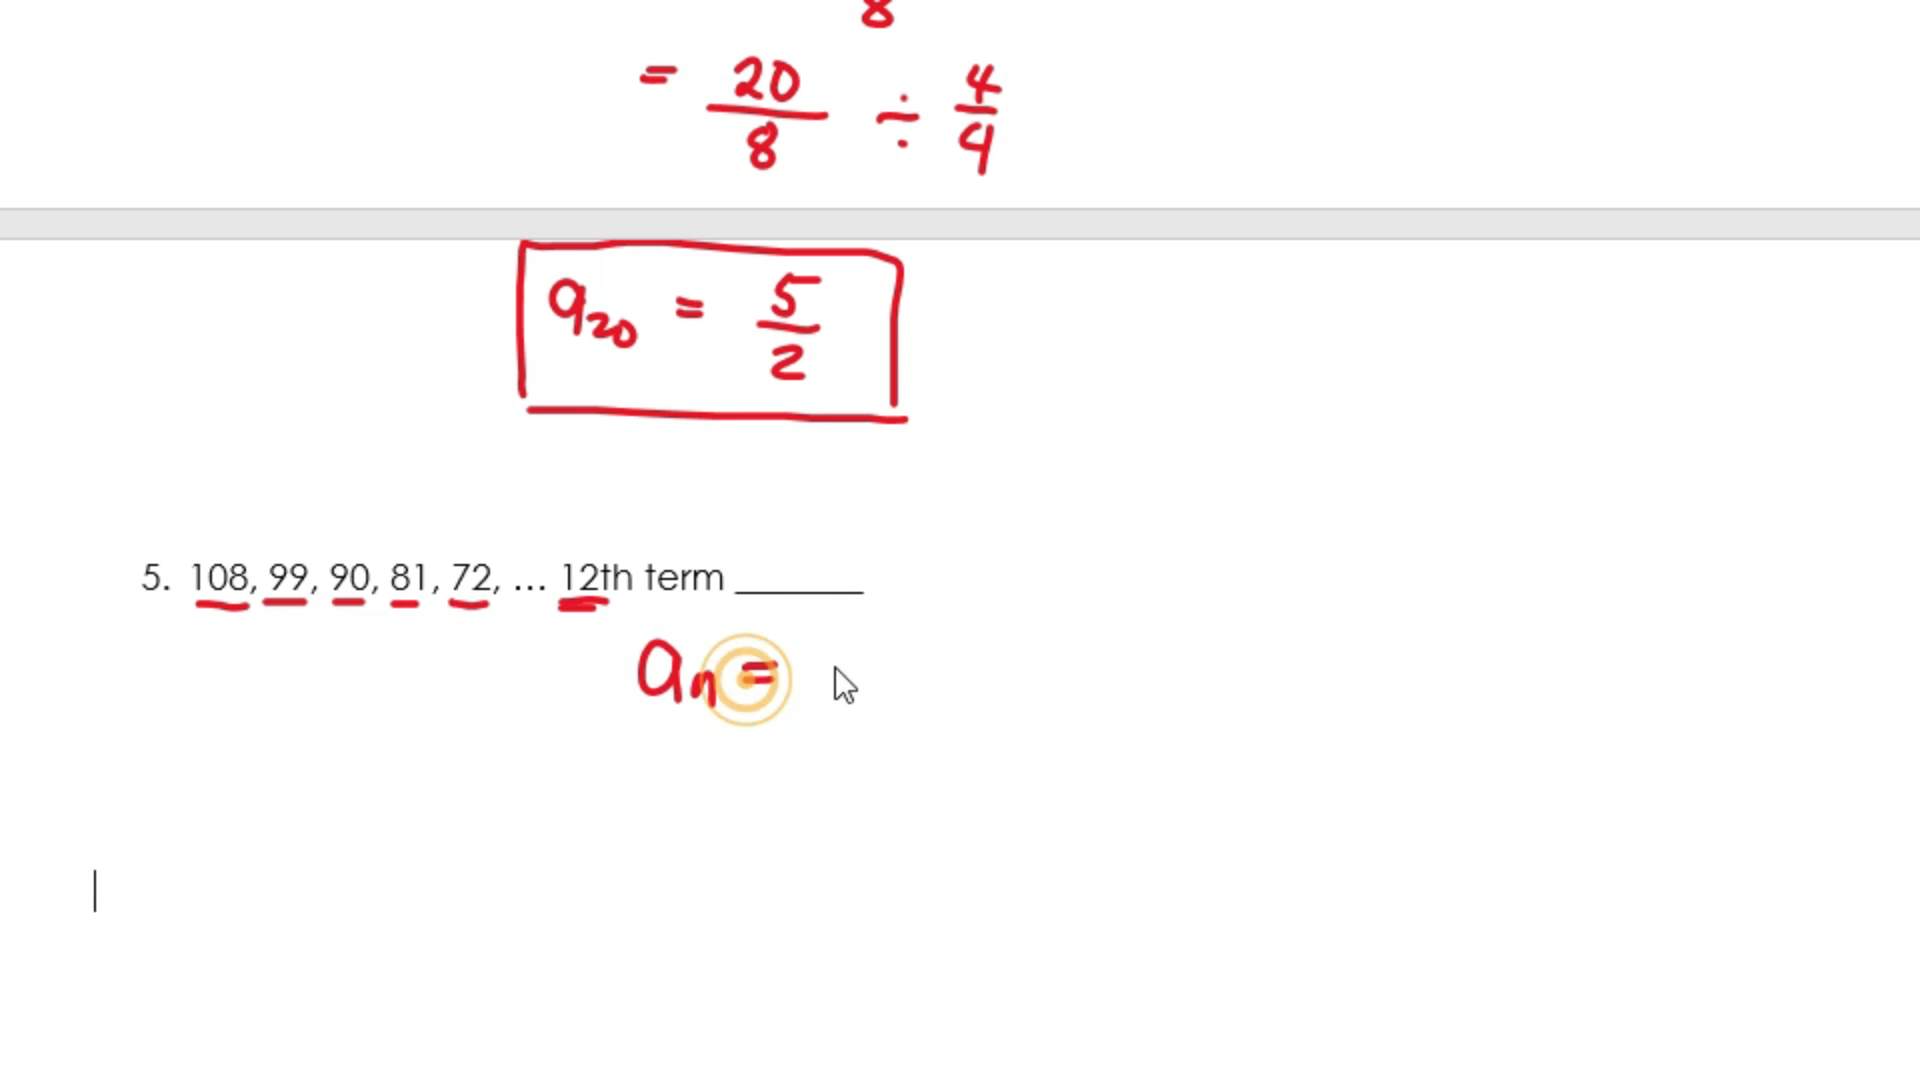 8
= 20/8 ÷ 4/4
a20 = 5/2
5. 108, 99, 90, 81, 72, ... 12th term _______
an =